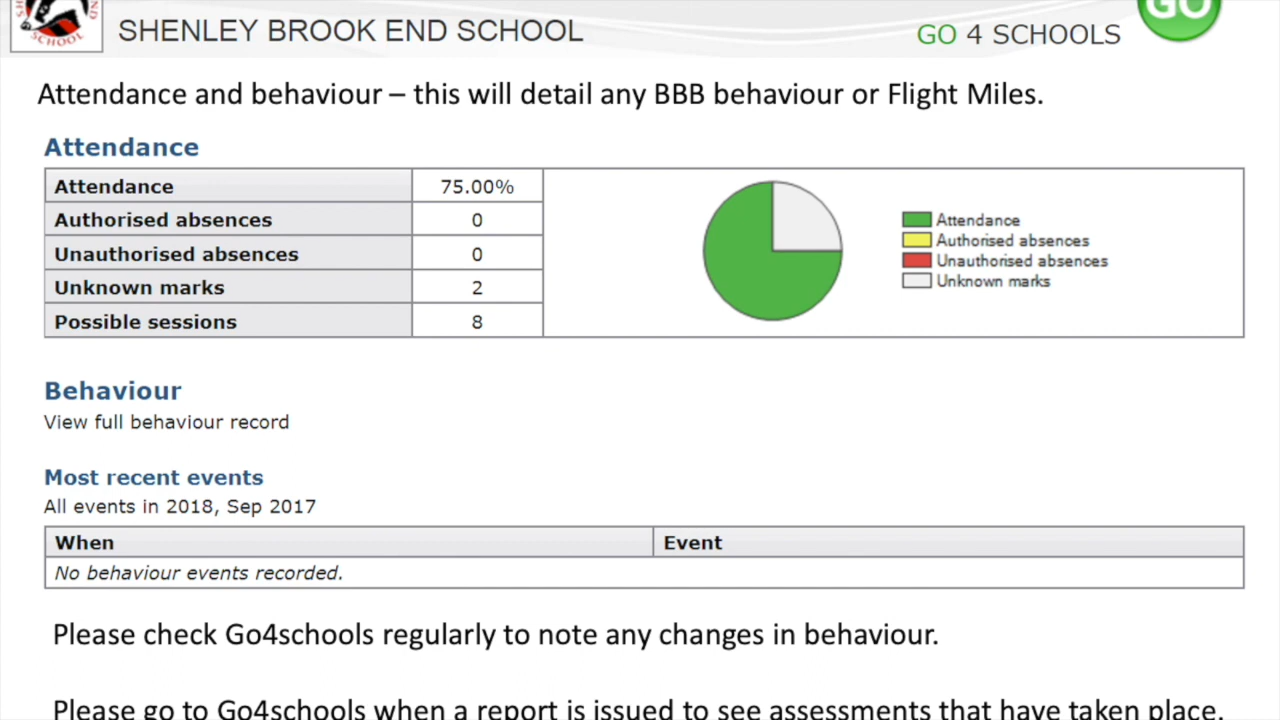 SHENLEY BROOK END SCHOOL
GO 4 SCHOOLS
GO
SCHOOL
Attendance and behaviour – this will detail any BBB behaviour or Flight Miles.
Attendance
Attendance 75.00%
Authorised absences 0
Unauthorised absences 0
Unknown marks 2
Possible sessions 8
Attendance
Authorised absences
Unauthorised absences
Unknown marks
Behaviour
View full behaviour record
Most recent events
All events in 2018, Sep 2017
When Event
No behaviour events recorded.
Please check Go4schools regularly to note any changes in behaviour.
Please go to Go4schools when a report is issued to see assessments that have taken place.